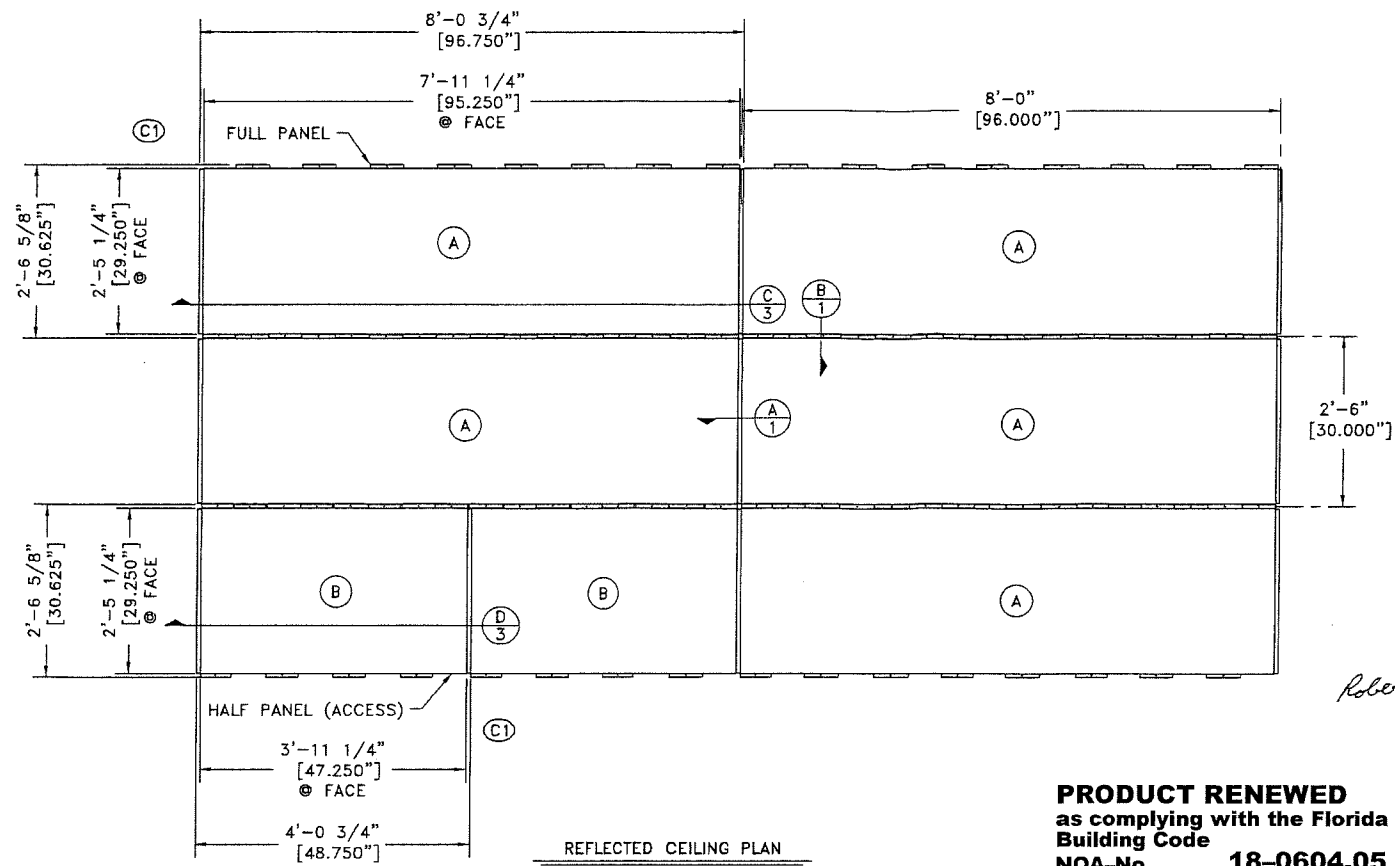 8'-0 3/4"
[96.750"]
7'-11 1/4"
[95.250"]
@ FACE
8'-0"
[96.000"]
C1
FULL PANEL
2'-6 5/8"
[30.625"]
2'-5 1/4"
[29.250"]
@ FACE
A
A
C
3
B
1
A
A
1
A
2'-6"
[30.000"]
2'-6 5/8"
[30.625"]
2'-5 1/4"
[29.250"]
@ FACE
B
B
D
3
A
HALF PANEL (ACCESS)
C1
3'-11 1/4"
[47.250"]
@ FACE
4'-0 3/4"
[48.750"]
REFLECTED CEILING PLAN
Robe
PRODUCT RENEWED
as complying with the Florida
Building Code
NOA-No. 18-0604.05